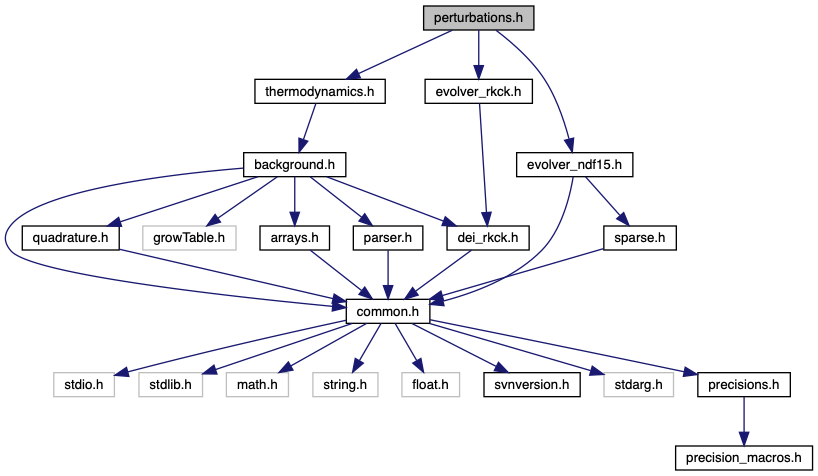 perturbations.h
thermodynamics.h
evolver_rkck.h
background.h
evolver_ndf15.h
quadrature.h
growTable.h
arrays.h
parser.h
dei_rkck.h
sparse.h
common.h
stdio.h
stdlib.h
math.h
string.h
float.h
svnversion.h
stdarg.h
precisions.h
precision_macros.h